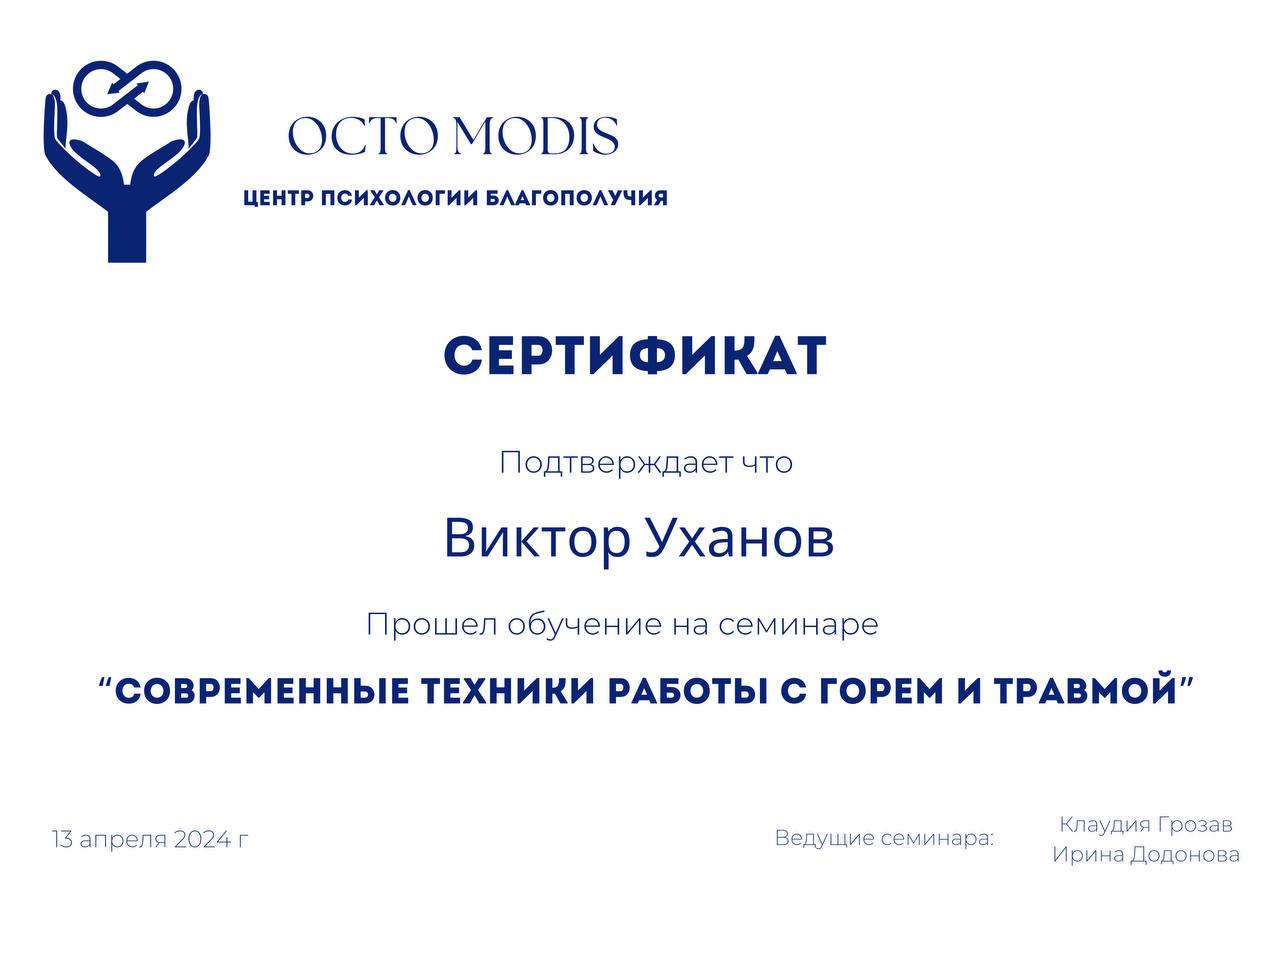 OCTO MODIS
ЦЕНТР ПСИХОЛОГИИ БЛАГОПОЛУЧИЯ
СЕРТИФИКАТ
Подтверждает что
Виктор Уханов
Прошел обучение на семинаре
“СОВРЕМЕННЫЕ ТЕХНИКИ РАБОТЫ С ГОРЕМ И ТРАВМОЙ”
13 апреля 2024 г
Ведущие семинара:
Клаудия Грозав
Ирина Додонова